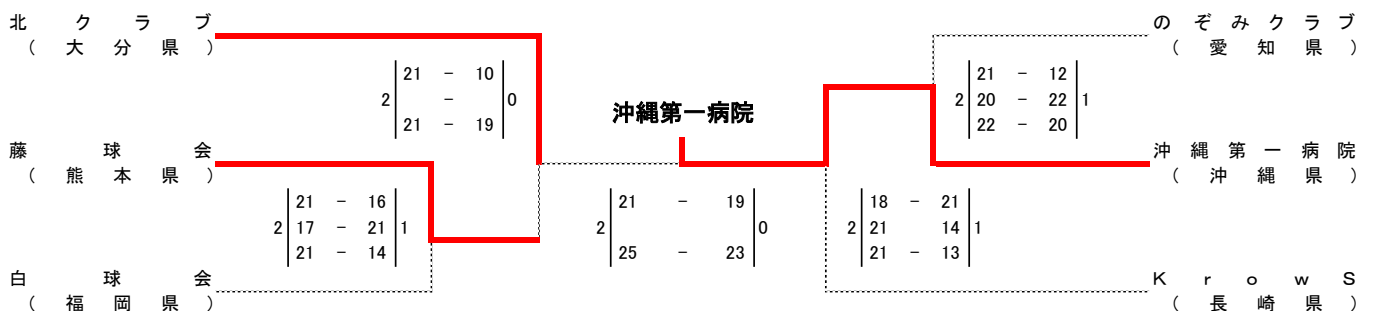 北クラブ
（大分県）
のぞみクラブ
（愛知県）
21 － 10
2 － 0
21 － 19
21 － 12
2 20 － 22 1
22 － 20
沖縄第一病院
藤球会
（熊本県）
沖縄第一病院
（沖縄県）
21 － 16
2 17 － 21 1
21 － 14
21 － 19
2 0
25 － 23
18 － 21
2 21 14 1
21 － 13
白球会
（福岡県）
KrowS
（長崎県）